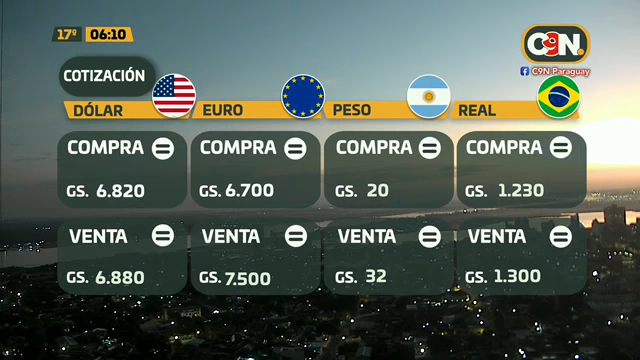 17º 06:10
C9N.
C9N Paraguay
COTIZACIÓN
DÓLAR EURO PESO REAL
COMPRA COMPRA COMPRA COMPRA
GS. 6.820 GS. 6.700 GS. 20 GS. 1.230
VENTA VENTA VENTA VENTA
GS. 6.880 GS. 7.500 GS. 32 GS. 1.300